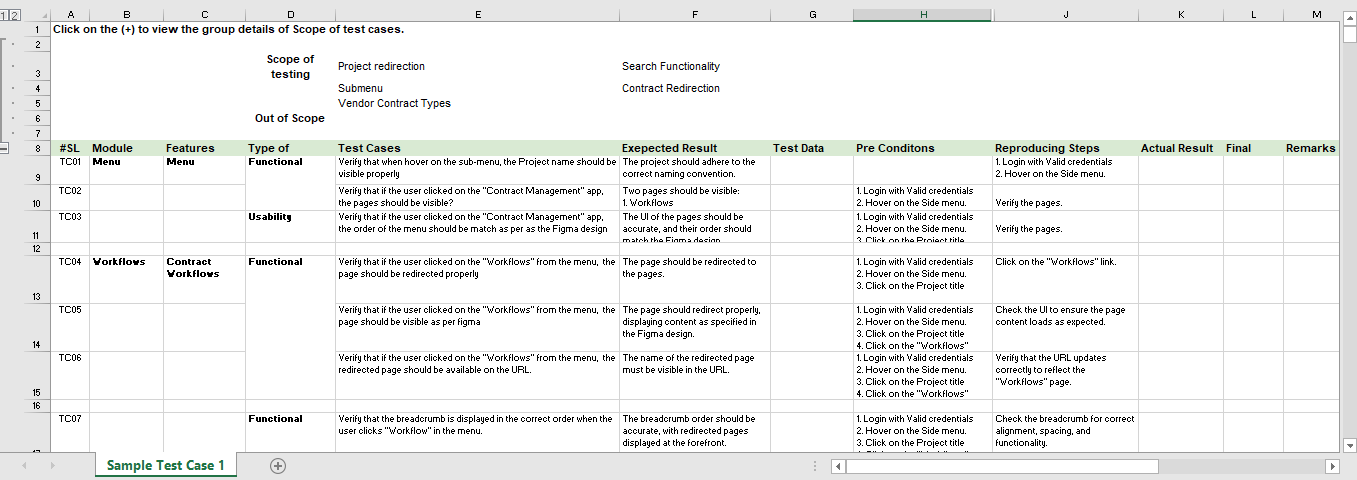 1 2 A B C D E F G H J K L M
1 Click on the (+) to view the group details of Scope of test cases.
2
3 Scope of testing Project redirection Search Functionality
4 Submenu Contract Redirection
5 Vendor Contract Types
6 Out of Scope
7
8 #SL Module Features Type of Test Cases Expected Result Test Data Pre Conditons Reproducing Steps Actual Result Final Remarks
9 TC01 Menu Menu Functional Verify that when hover on the sub-menu, the Project name should be
visible properly
The project should adhere to the
correct naming convention.
1. Login with Valid credentials
2. Hover on the Side menu.
10 TC02 Verify that if the user clicked on the "Contract Management" app,
the pages should be visible?
Two pages should be visible:
1. Workflows
1. Login with Valid credentials
2. Hover on the Side menu.
Verify the pages.
11 TC03 Usability Verify that if the user clicked on the "Contract Management" app,
the order of the menu should be match as per as the Figma design
The UI of the pages should be
accurate, and their order should
match the Figma design
1. Login with Valid credentials
2. Hover on the Side menu.
3. Click on the Project title
Verify the pages.
12
13 TC04 Workflows Contract
Workflows
Functional Verify that if the user clicked on the "Workflows" from the menu, the
page should be redirected properly
The page should be redirected to
the pages.
1. Login with Valid credentials
2. Hover on the Side menu.
3. Click on the Project title
Click on the "Workflows" link.
14 TC05 Verify that if the user clicked on the "Workflows" from the menu, the
page should be visible as per figma
The page should redirect properly,
displaying content as specified in
the Figma design.
1. Login with Valid credentials
2. Hover on the Side menu.
3. Click on the Project title
4. Click on the "Workflows"
Check the UI to ensure the page
content loads as expected.
15 TC06 Verify that if the user clicked on the "Workflows" from the menu, the
redirected page should be available on the URL.
The name of the redirected page
must be visible in the URL.
1. Login with Valid credentials
2. Hover on the Side menu.
3. Click on the Project title
4. Click on the "Workflows"
Verify that the URL updates
correctly to reflect the
"Workflows" page.
16
TC07 Functional Verify that the breadcrumb is displayed in the correct order when the
user clicks "Workflow" in the menu.
The breadcrumb order should be
accurate, with redirected pages
displayed at the forefront.
1. Login with Valid credentials
2. Hover on the Side menu.
3. Click on the Project title
Check the breadcrumb for correct
alignment, spacing, and
functionality.
Sample Test Case 1